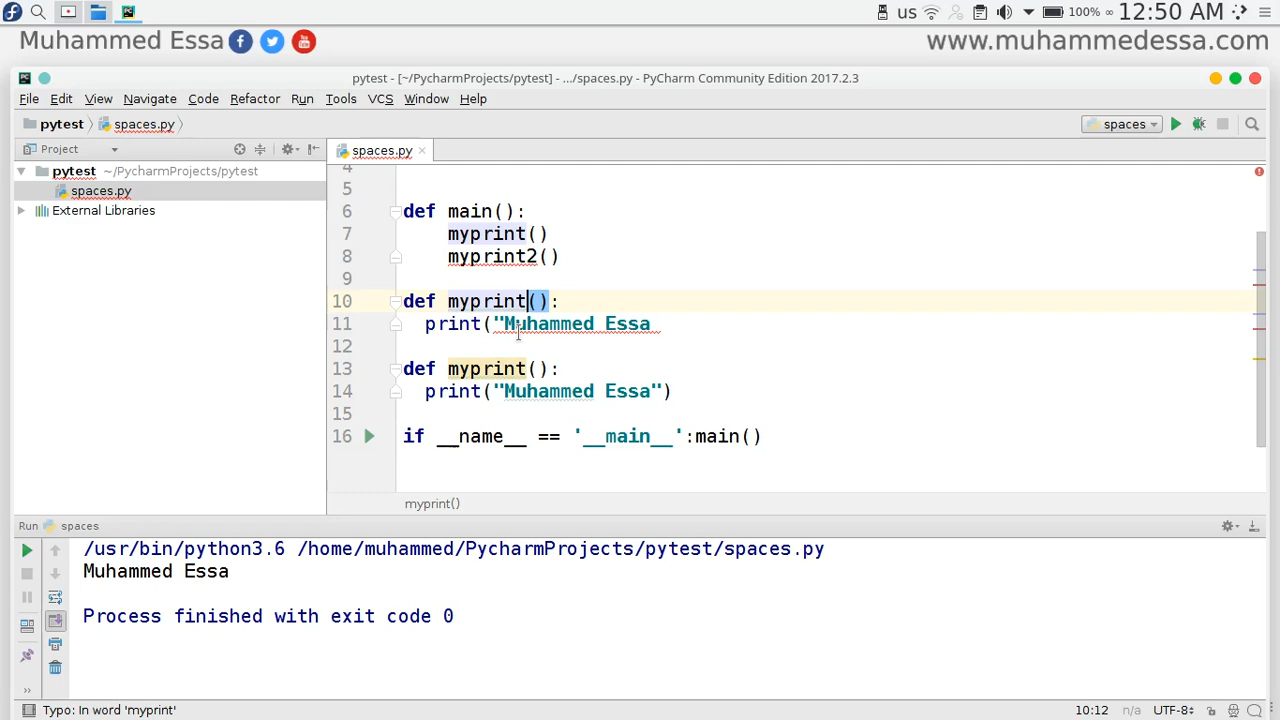 us 100% 12:50 AM
Muhammed Essa www.muhammedessa.com
pytest - [~/PycharmProjects/pytest] - .../spaces.py - PyCharm Community Edition 2017.2.3
File Edit View Navigate Code Refactor Run Tools VCS Window Help
pytest spaces.py spaces
Project spaces.py
pytest ~/PycharmProjects/pytest
spaces.py
External Libraries
4
5
6 def main():
7 myprint()
8 myprint2()
9
10 def myprint():
11 print("Muhammed Essa
12
13 def myprint():
14 print("Muhammed Essa")
15
16 if __name__ == '__main__':main()
myprint()
Run spaces
/usr/bin/python3.6 /home/muhammed/PycharmProjects/pytest/spaces.py
Muhammed Essa
Process finished with exit code 0
Typo: In word 'myprint' 10:12 n/a UTF-8